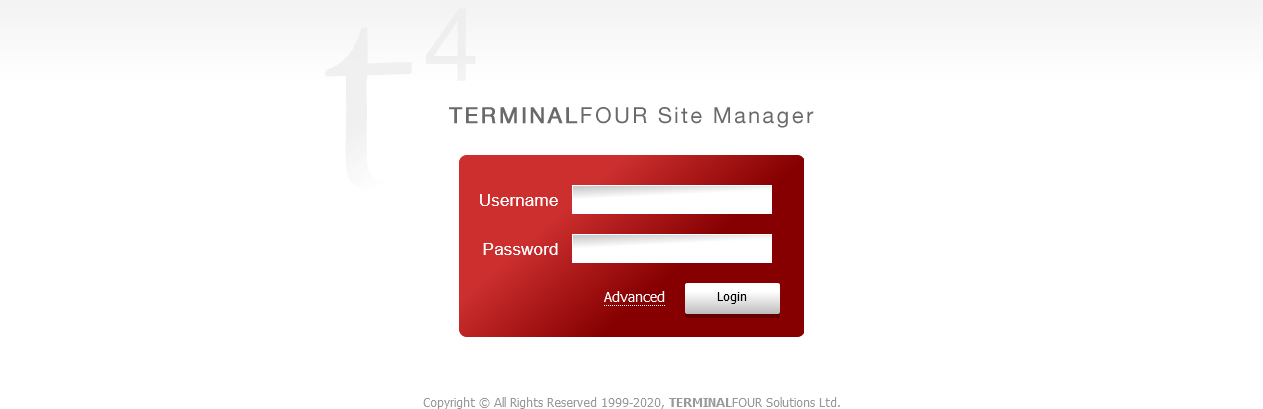 t4
TERMINALFOUR Site Manager
Username
Password
Advanced Login
Copyright © All Rights Reserved 1999-2020, TERMINALFOUR Solutions Ltd.